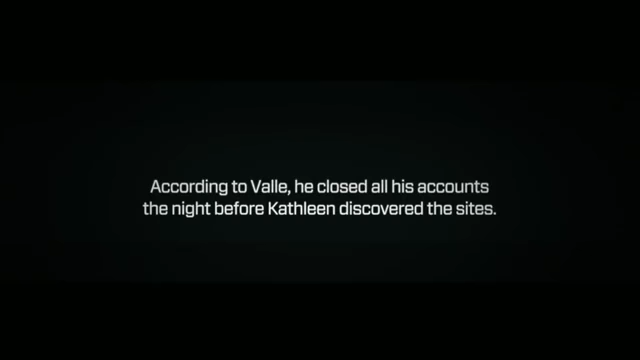 According to Valle, he closed all his accounts
the night before Kathleen discovered the sites.